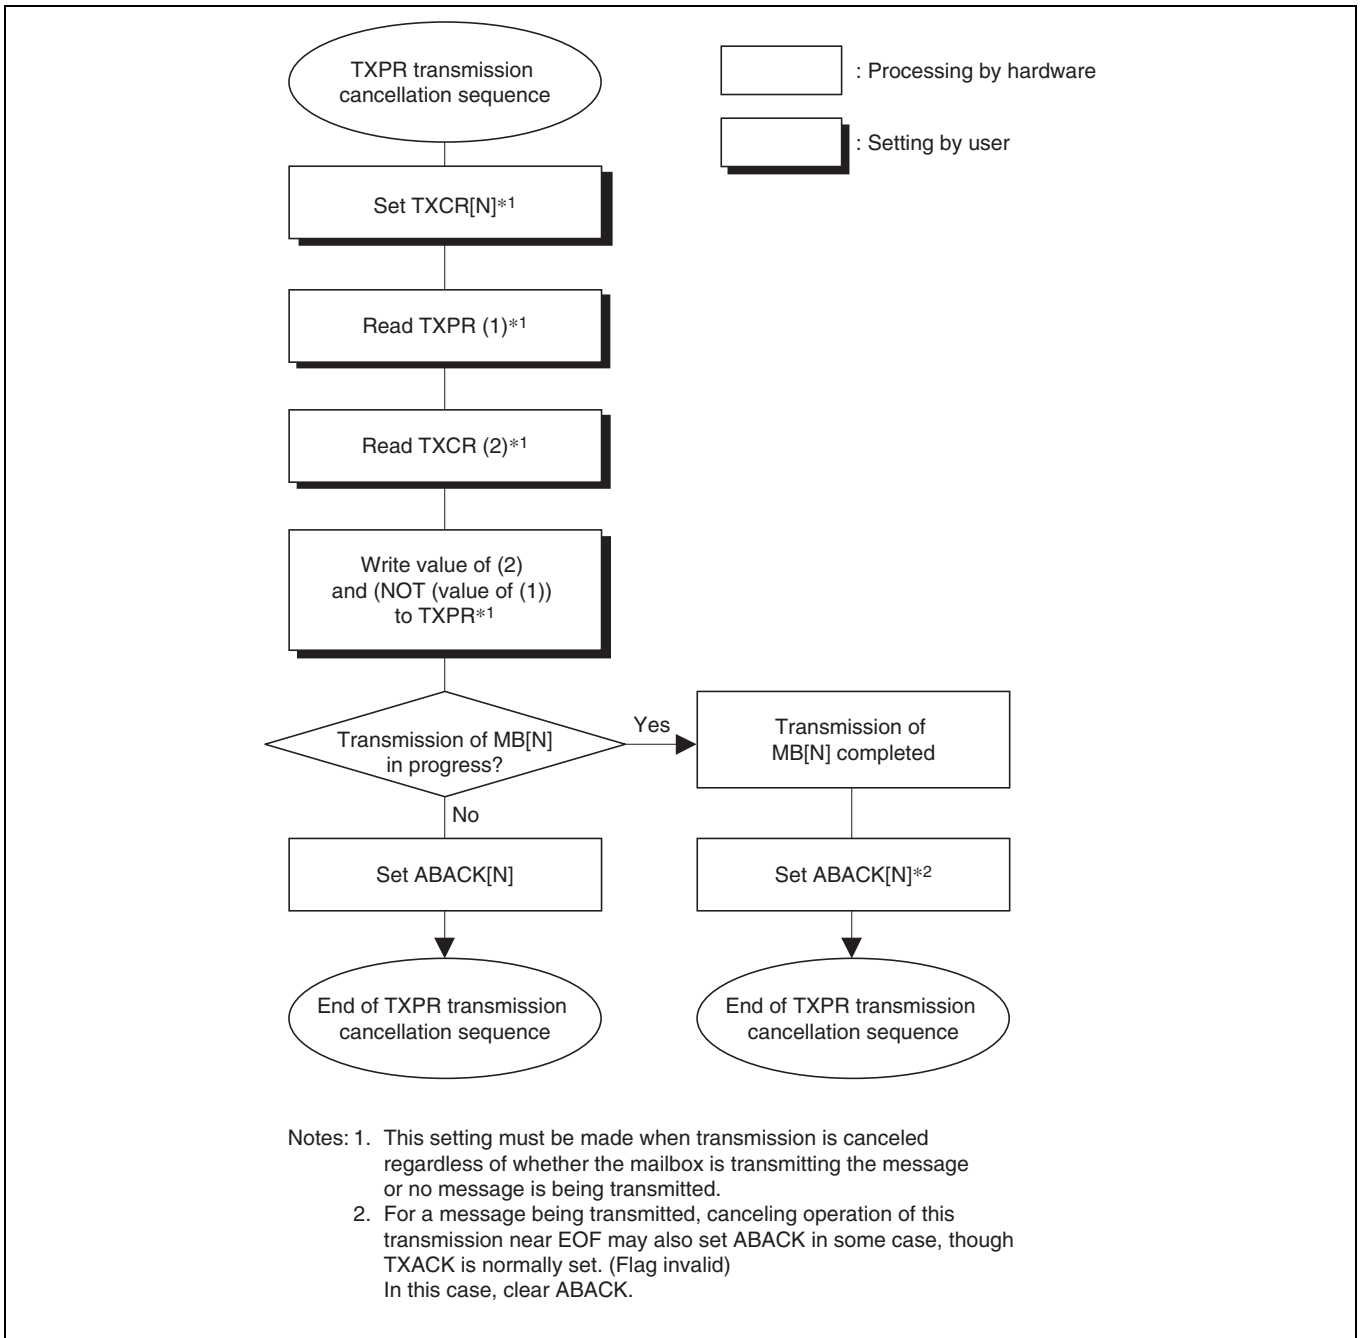 TXPR transmission
cancellation sequence
: Processing by hardware
: Setting by user
Set TXCR[N]*1
Read TXPR (1)*1
Read TXCR (2)*1
Write value of (2)
and (NOT (value of (1))
to TXPR*1
Transmission of MB[N]
in progress?
Yes
Transmission of
MB[N] completed
No
Set ABACK[N]
Set ABACK[N]*2
End of TXPR transmission
cancellation sequence
End of TXPR transmission
cancellation sequence
Notes: 1. This setting must be made when transmission is canceled
regardless of whether the mailbox is transmitting the message
or no message is being transmitted.
2. For a message being transmitted, canceling operation of this
transmission near EOF may also set ABACK in some case, though
TXACK is normally set. (Flag invalid)
In this case, clear ABACK.